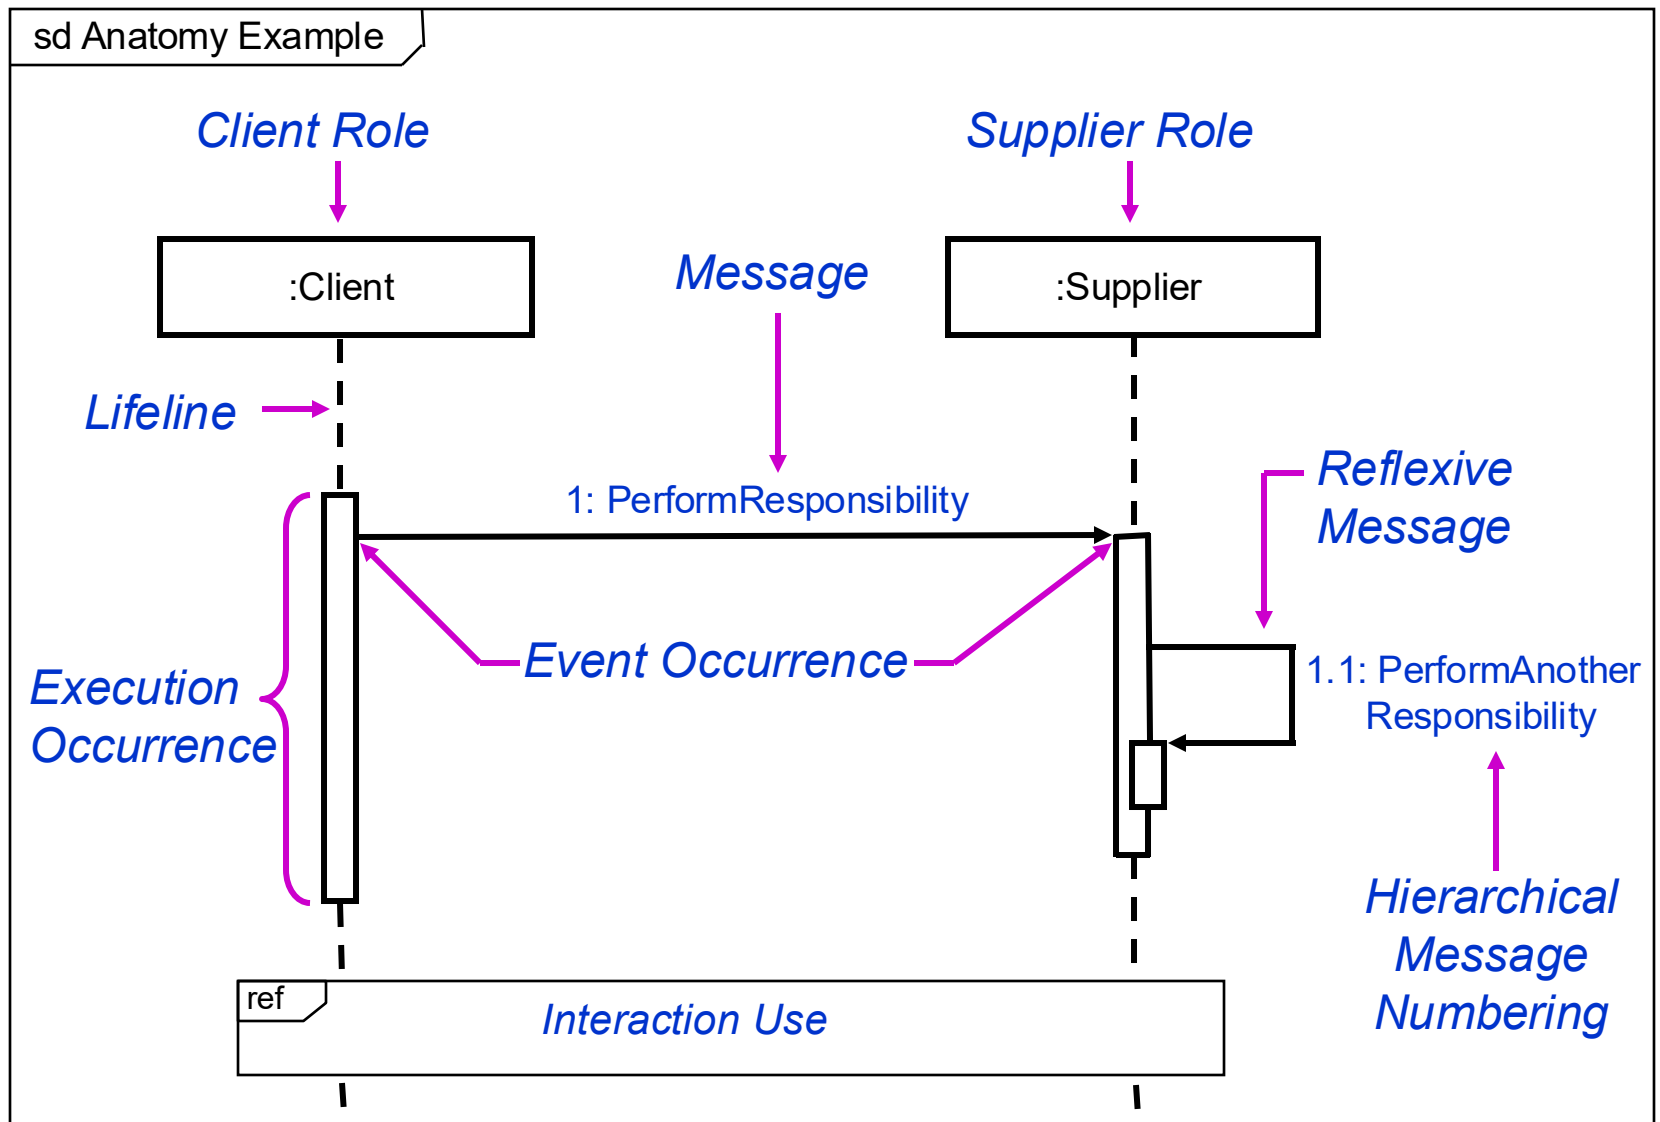 sd Anatomy Example
Client Role
Supplier Role
:Client
Message
:Supplier
Lifeline
Reflexive
Message
1: PerformResponsibility
Event Occurrence
Execution
Occurrence
1.1: PerformAnother
Responsibility
Hierarchical
Message
Numbering
ref
Interaction Use